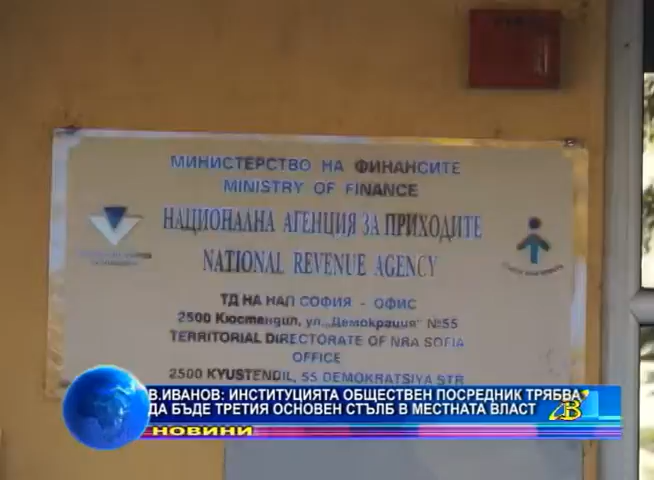 МИНИСТЕРСТВО НА ФИНАНСИТЕ
MINISTRY OF FINANCE
НАЦИОНАЛНА АГЕНЦИЯ ЗА ПРИХОДИТЕ
NATIONAL REVENUE AGENCY
ТД НА НАП СОФИЯ - ОФИС
2500 Кюстендил, ул. „Демокрация" №55
TERRITORIAL DIRECTORATE OF NRA SOFIA
OFFICE
2500 KYUSTENDIL, 55 DEMOKRATSIYA STR
В.ИВАНОВ: ИНСТИТУЦИЯТА ОБЩЕСТВЕН ПОСРЕДНИК ТРЯБВА
ДА БЪДЕ ТРЕТИЯ ОСНОВЕН СТЪЛБ В МЕСТНАТА ВЛАСТ
В
НОВИНИ